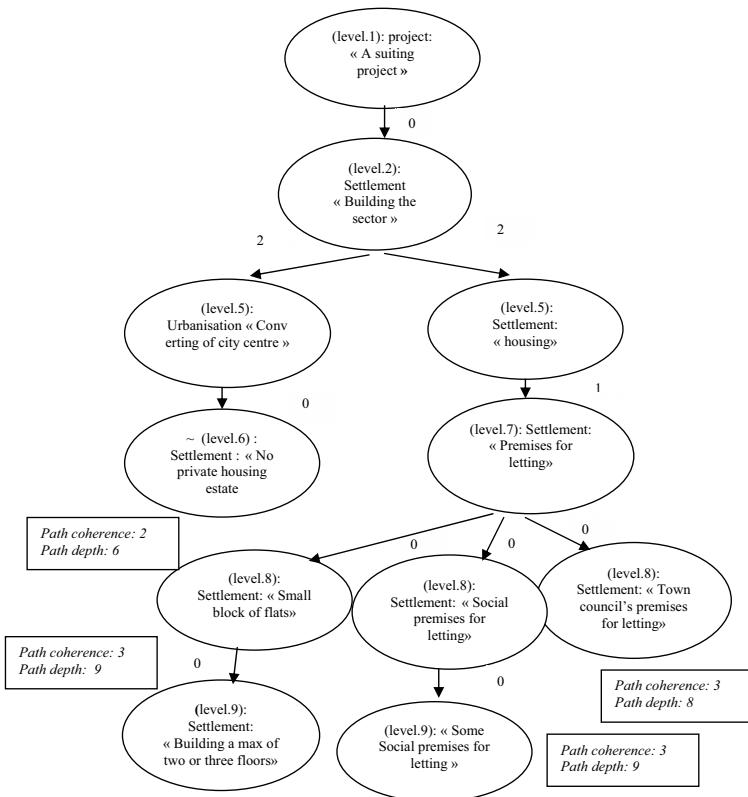 (level.1): project:
« A suiting
project »
0
(level.2):
Settlement
« Building the
sector »
2
2
(level.5):
Urbanisation « Conv
erting of city centre »
(level.5):
Settlement:
« housing»
0
1
~ (level.6) :
Settlement : « No
private housing
estate
(level.7): Settlement:
« Premises for
letting»
Path coherence: 2
Path depth: 6
0
0
0
(level.8):
Settlement: « Small
block of flats»
(level.8):
Settlement: « Social
premises for
letting»
(level.8):
Settlement: « Town
council's premises
for letting»
Path coherence: 3
Path depth: 9
0
0
Path coherence: 3
Path depth: 8
(level.9):
Settlement:
« Building a max of
two or three floors»
(level.9): « Some
Social premises for
letting »
Path coherence: 3
Path depth: 9